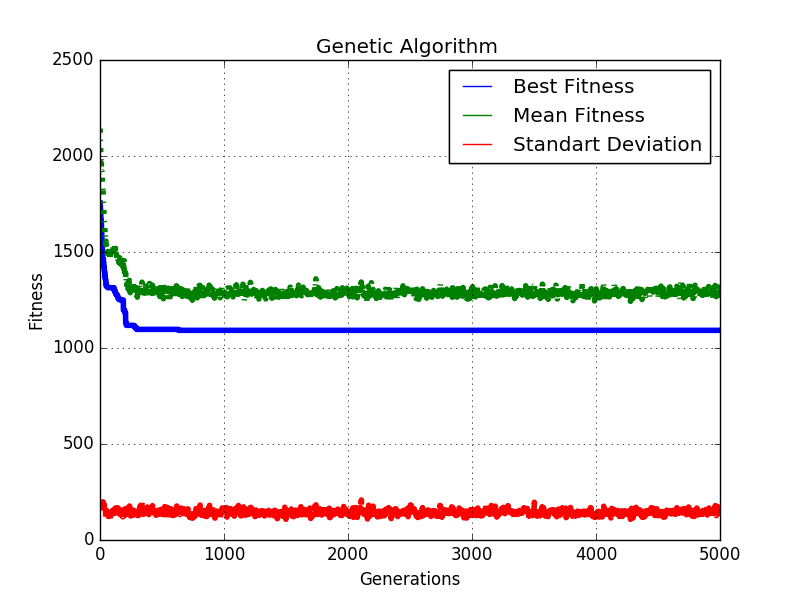 Genetic Algorithm
Best Fitness
Mean Fitness
Standart Deviation
2500
2000
1500
1000
500
0
Fitness
0 1000 2000 3000 4000 5000
Generations